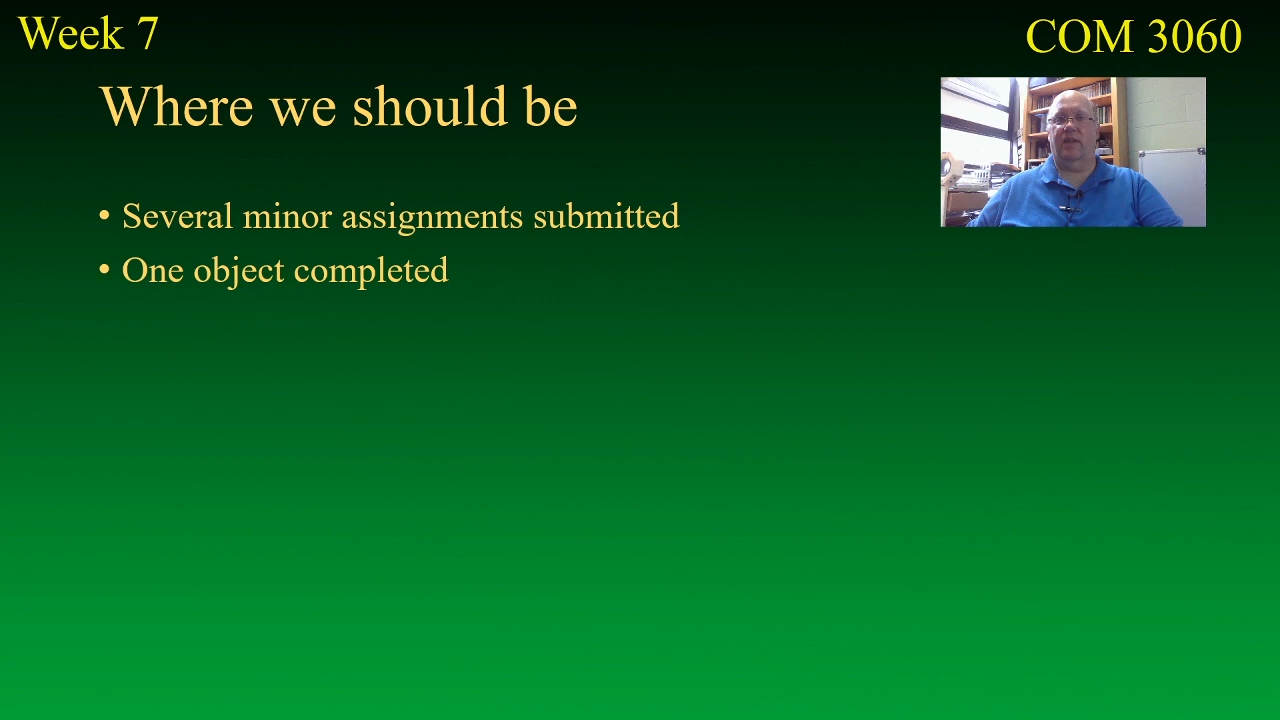 Week 7
COM 3060
Where we should be
• Several minor assignments submitted
• One object completed